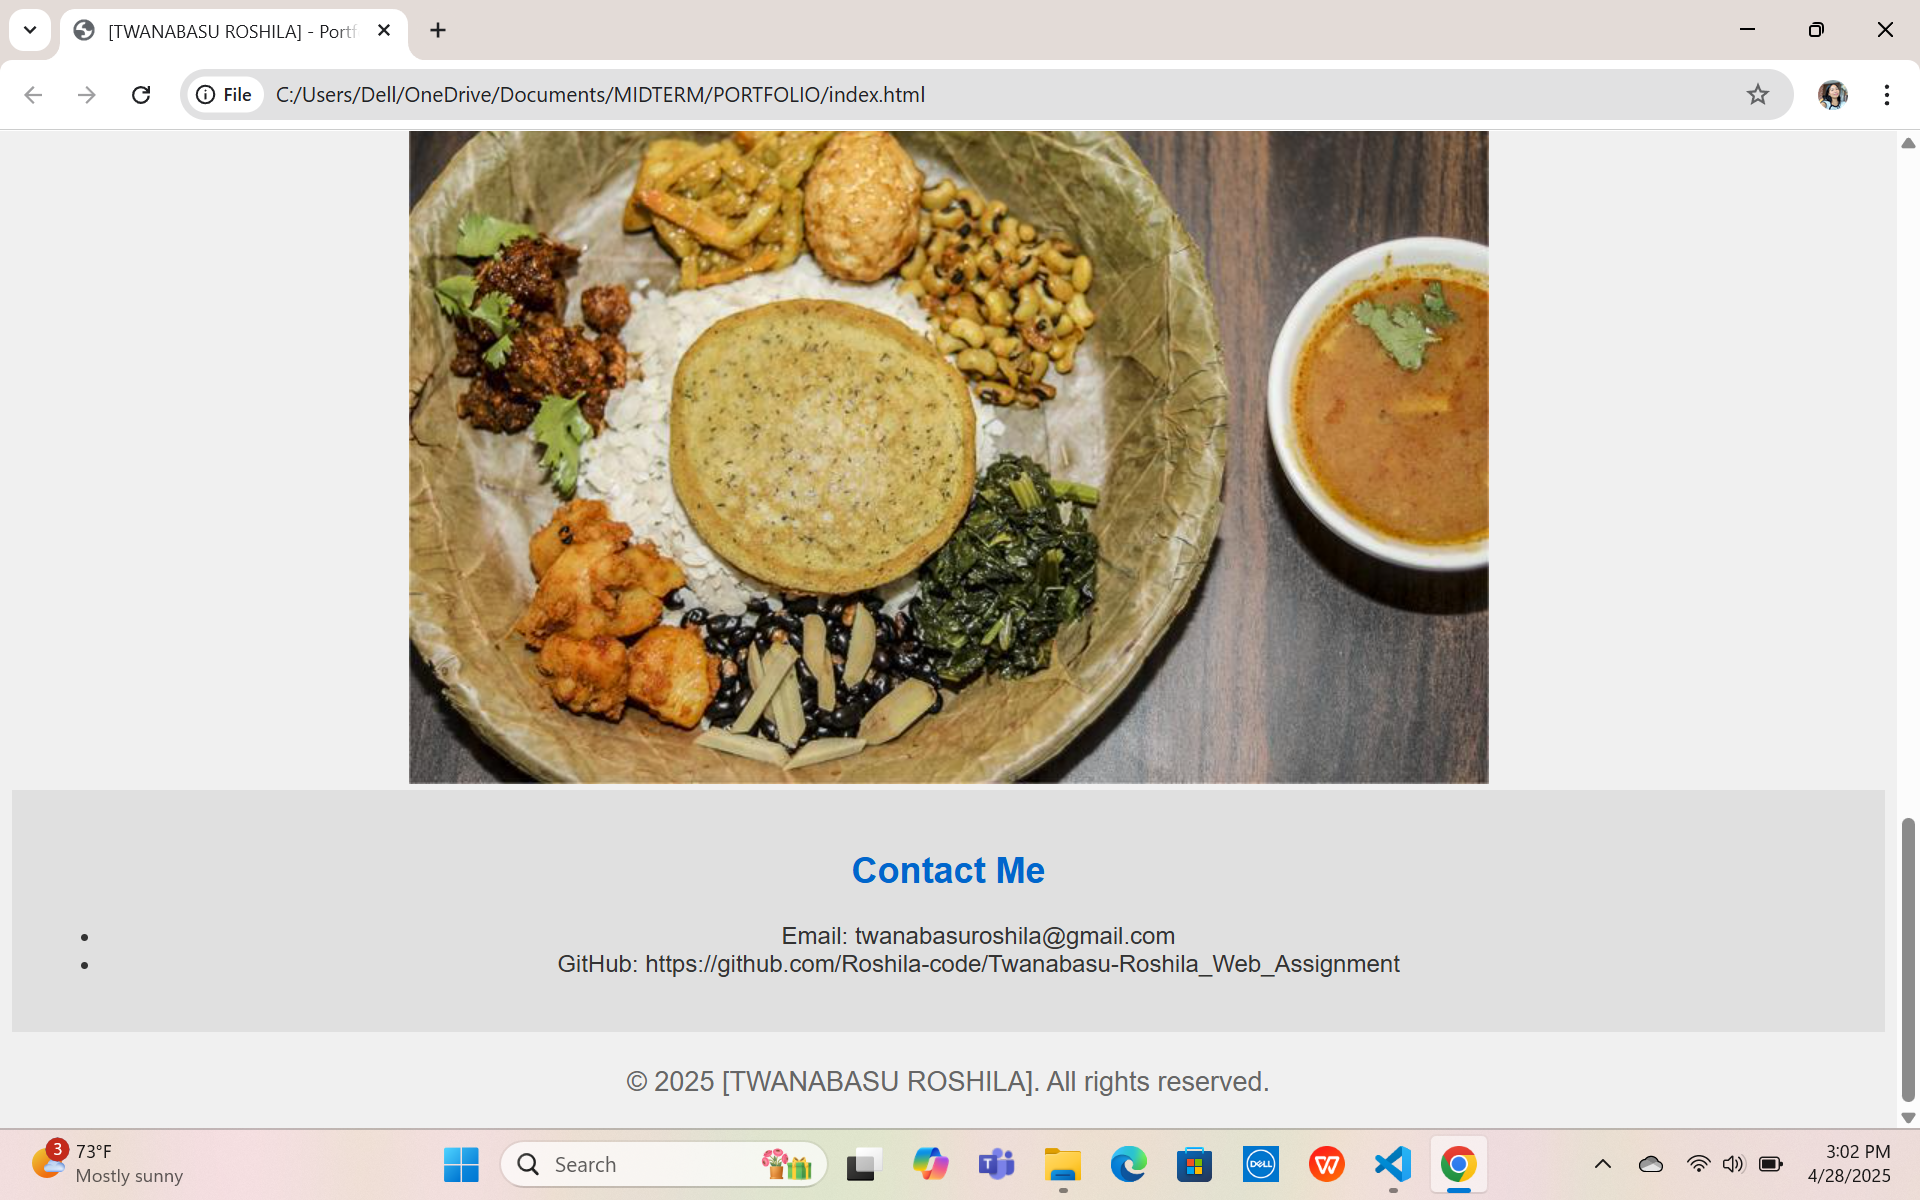 [TWANABASU ROSHILA] - Portf
File
C:/Users/Dell/OneDrive/Documents/MIDTERM/PORTFOLIO/index.html
Contact Me
Email: twanabasuroshila@gmail.com
GitHub: https://github.com/Roshila-code/Twanabasu-Roshila_Web_Assignment
© 2025 [TWANABASU ROSHILA]. All rights reserved.
3
73°F
Mostly sunny
Search
DELL
3:02 PM
4/28/2025